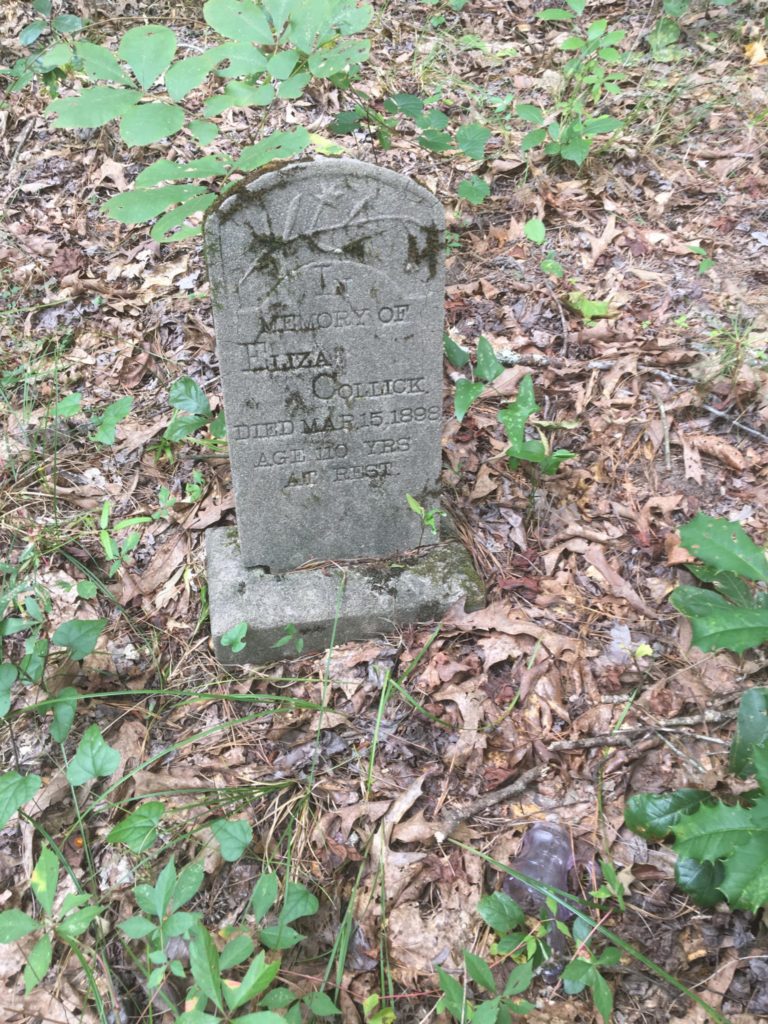 IN
MEMORY OF
ELIZA
COLLICK
DIED MAR. 15, 1898
AGE 110 YRS
AT REST